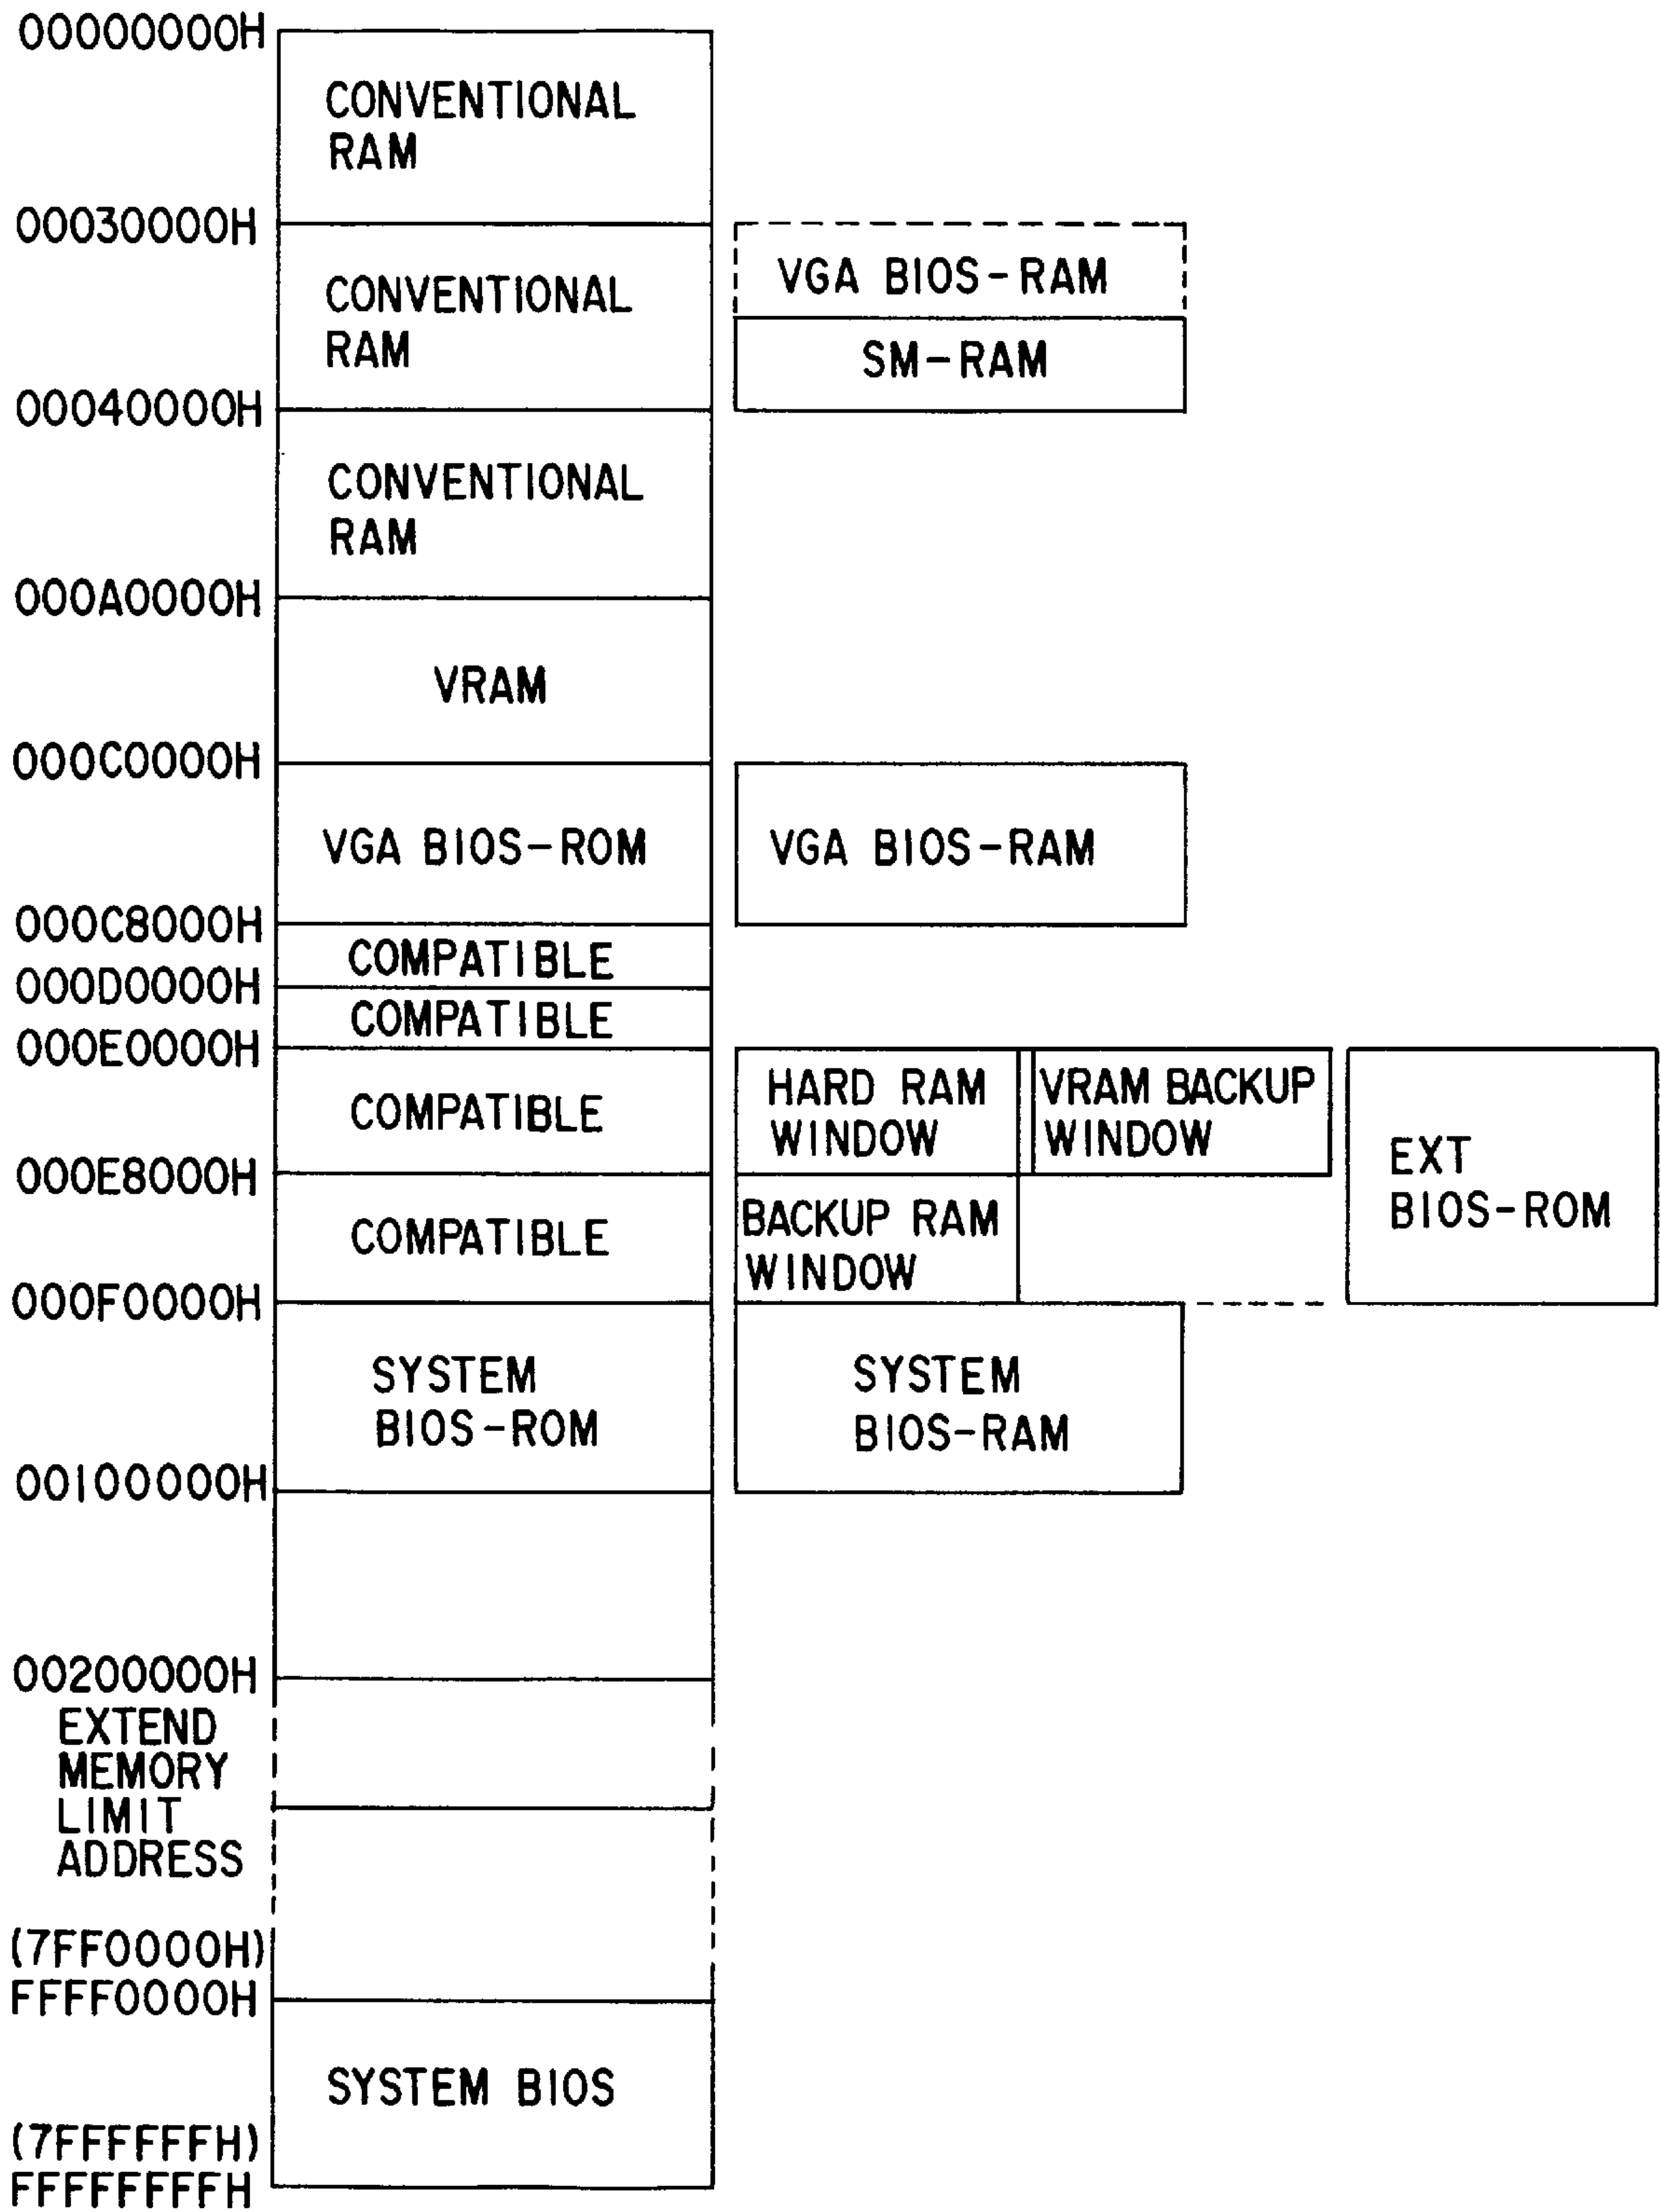 00000000H
CONVENTIONAL
RAM
00030000H
CONVENTIONAL
RAM
VGA BIOS-RAM
SM-RAM
00040000H
CONVENTIONAL
RAM
000A0000H
VRAM
000C0000H
VGA BIOS-ROM
VGA BIOS-RAM
000C8000H
COMPATIBLE
000D0000H
COMPATIBLE
000E0000H
COMPATIBLE
HARD RAM
WINDOW
VRAM BACKUP
WINDOW
EXT
BIOS-ROM
000E8000H
COMPATIBLE
BACKUP RAM
WINDOW
000F0000H
SYSTEM
BIOS-ROM
SYSTEM
BIOS-RAM
00100000H
00200000H
EXTEND
MEMORY
LIMIT
ADDRESS
(7FF0000H)
FFFF0000H
SYSTEM BIOS
(7FFFFFFH)
FFFFFFFFH